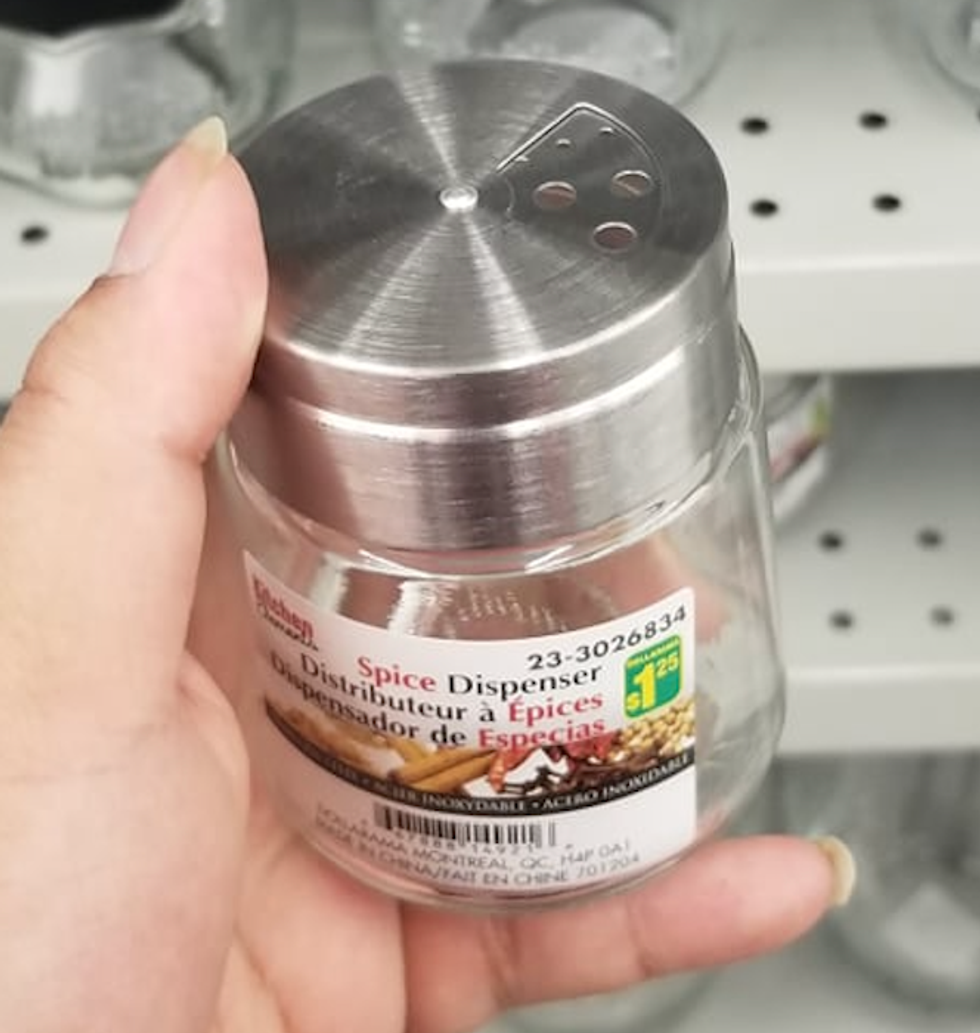 Kitchen
23-3026834
Spice Dispenser
Distributeur à Épices
Dispensador de Especias
DOLLARAMA
$1.25
ACIER INOXYDABLE • ACERO INOXIDABLE
DOLLARAMA MONTREAL, QC, H4P 0A1
MADE IN CHINA/FAIT EN CHINE 701204